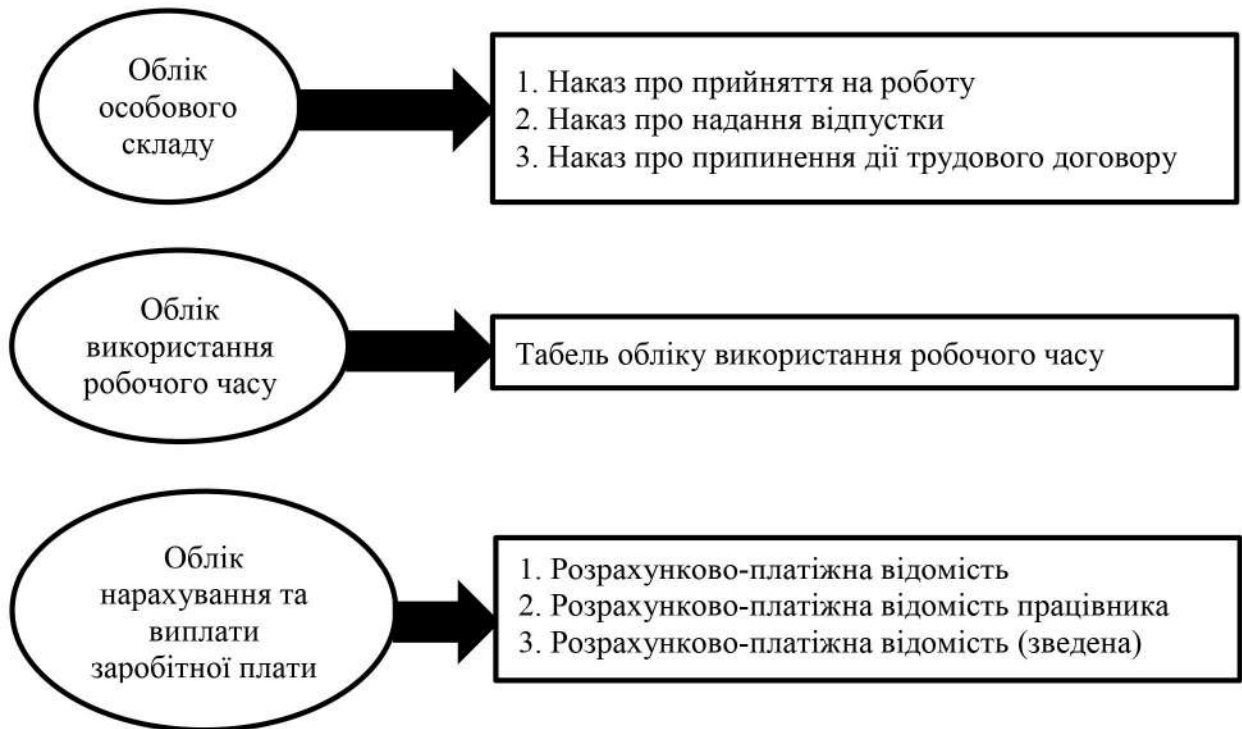 Облік
особового
складу
1. Наказ про прийняття на роботу
2. Наказ про надання відпустки
3. Наказ про припинення дії трудового договору
Облік
використання
робочого часу
Табель обліку використання робочого часу
Облік
нарахування та
виплати
заробітної плати
1. Розрахунково-платіжна відомість
2. Розрахунково-платіжна відомість працівника
3. Розрахунково-платіжна відомість (зведена)